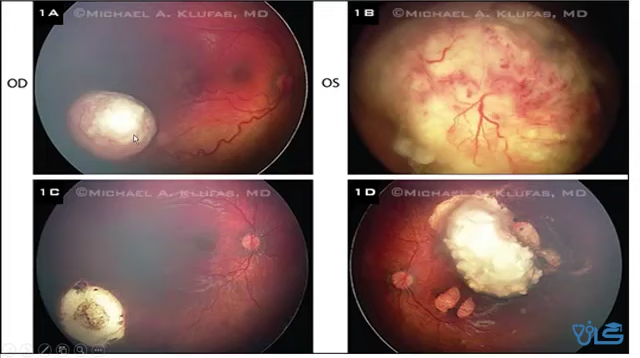 1A ©MICHAEL A. KLUFAS, MD
1B ©MICHAEL A. KLUFAS, MD
OD
OS
1C ©MICHAEL A. KLUFAS, MD
1D ©MICHAEL A. KLUFAS, MD